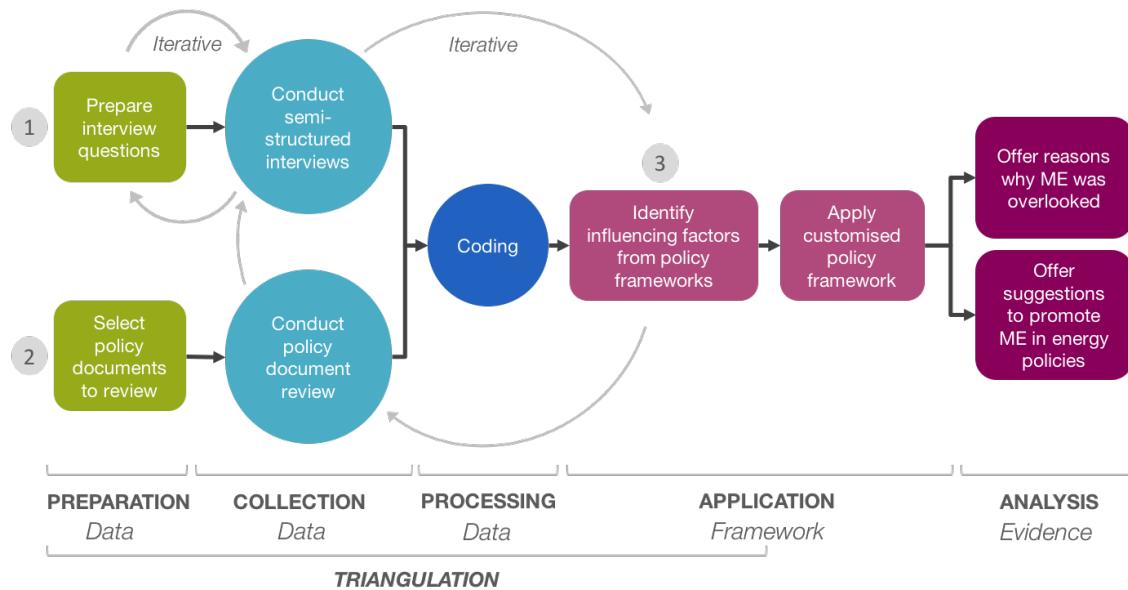 Iterative
Iterative
1
Prepare
interview
questions
Conduct
semi-
structured
interviews
3
Coding
Identify
influencing factors
from policy
frameworks
Apply
customised
policy
framework
Offer reasons
why ME was
overlooked
Offer
suggestions
to promote
ME in energy
policies
2
Select
policy
documents
to review
Conduct
policy
document
review
PREPARATION
Data
COLLECTION
Data
PROCESSING
Data
APPLICATION
Framework
ANALYSIS
Evidence
TRIANGULATION